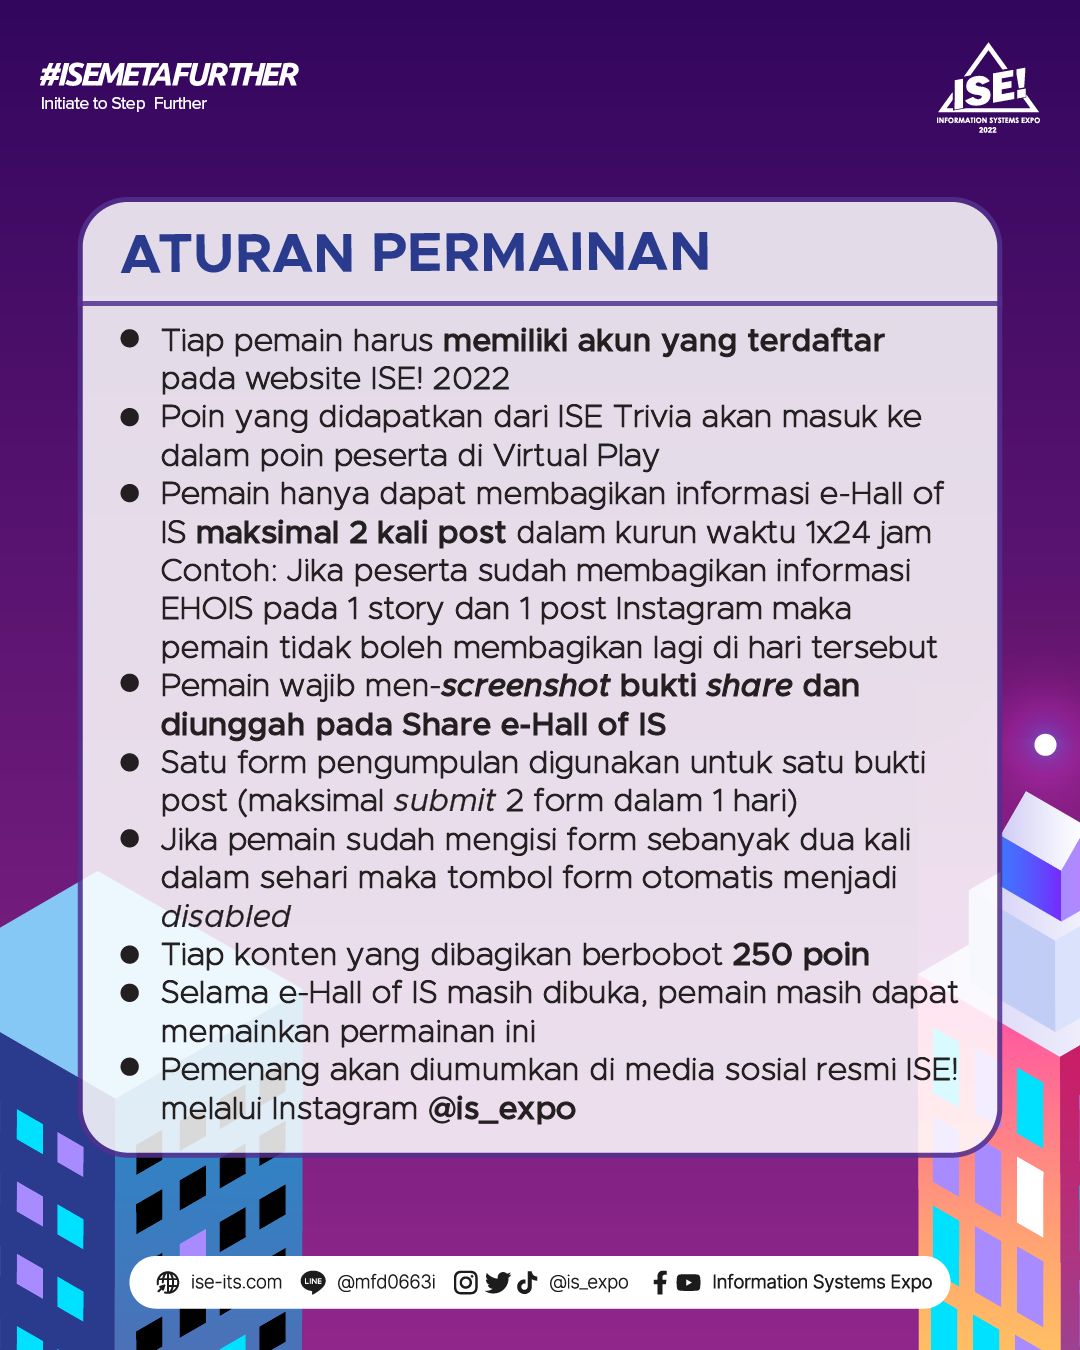 #ISEMETAFURTHER
Initiate to Step Further
ISE!
INFORMATION SYSTEMS EXPO
2022
ATURAN PERMAINAN
● Tiap pemain harus memiliki akun yang terdaftar
pada website ISE! 2022
● Poin yang didapatkan dari ISE Trivia akan masuk ke
dalam poin peserta di Virtual Play
● Pemain hanya dapat membagikan informasi e-Hall of
IS maksimal 2 kali post dalam kurun waktu 1x24 jam
Contoh: Jika peserta sudah membagikan informasi
EHOIS pada 1 story dan 1 post Instagram maka
pemain tidak boleh membagikan lagi di hari tersebut
● Pemain wajib men-screenshot bukti share dan
diunggah pada Share e-Hall of IS
● Satu form pengumpulan digunakan untuk satu bukti
post (maksimal submit 2 form dalam 1 hari)
● Jika pemain sudah mengisi form sebanyak dua kali
dalam sehari maka tombol form otomatis menjadi
disabled
● Tiap konten yang dibagikan berbobot 250 poin
● Selama e-Hall of IS masih dibuka, pemain masih dapat
memainkan permainan ini
● Pemenang akan diumumkan di media sosial resmi ISE!
melalui Instagram @is_expo
ise-its.com LINE @mfd0663i @is_expo Information Systems Expo